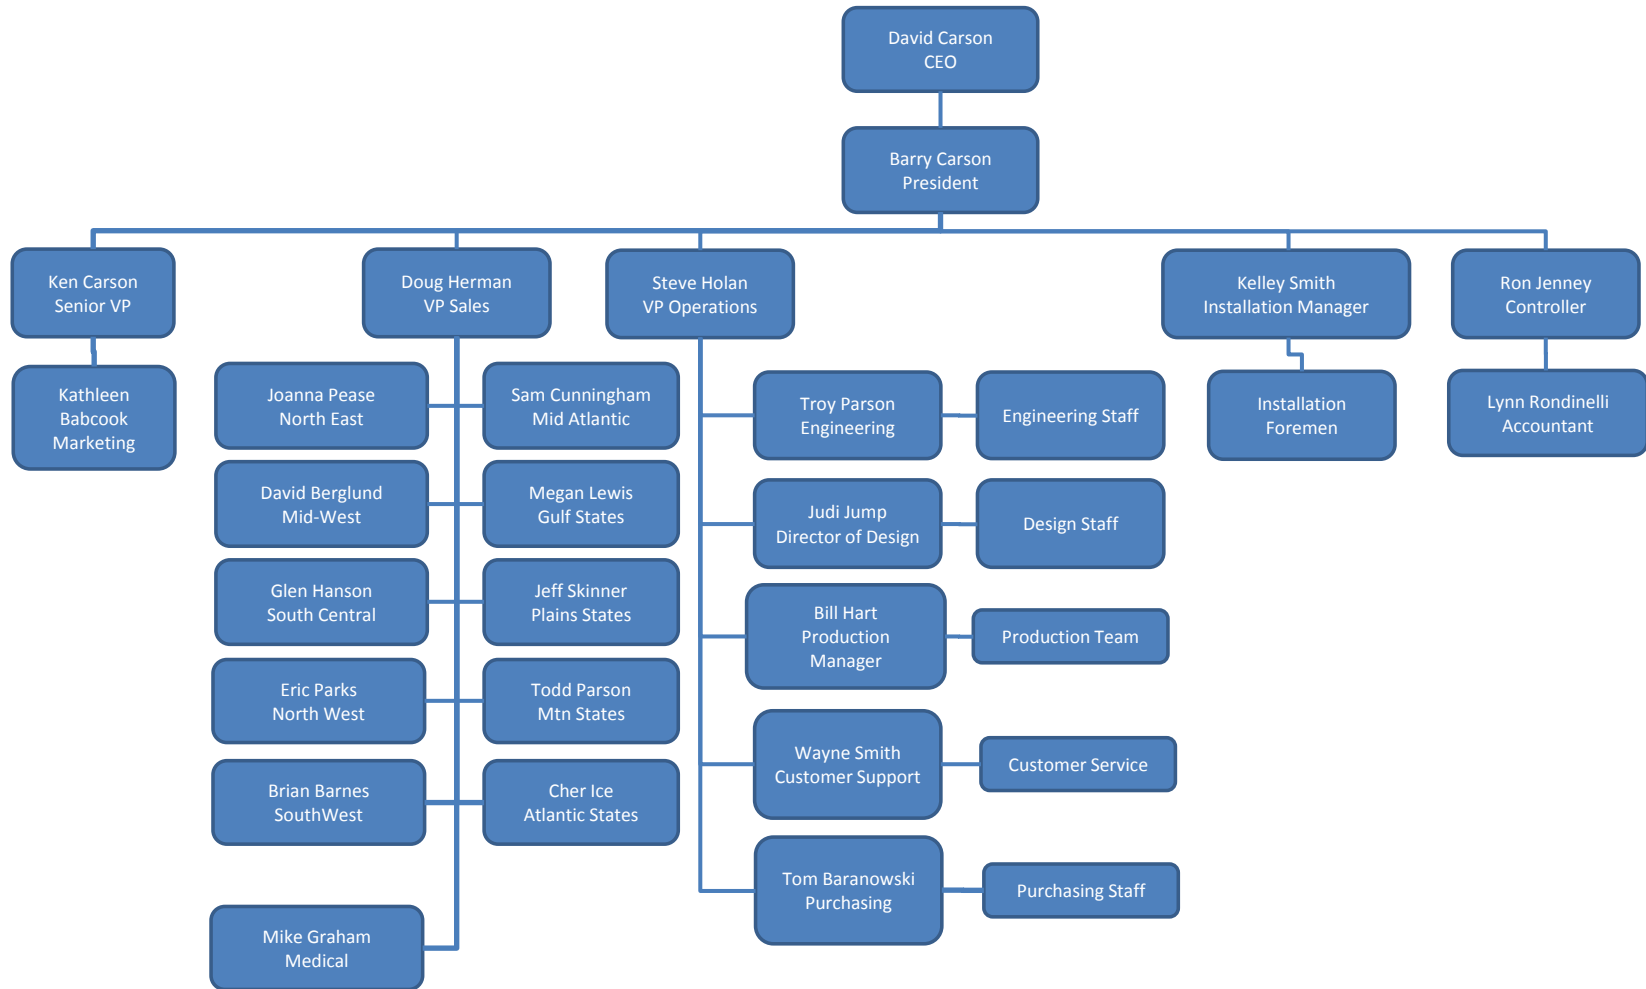 David Carson
CEO
Barry Carson
President
Ken Carson
Senior VP
Doug Herman
VP Sales
Steve Holan
VP Operations
Kelley Smith
Installation Manager
Ron Jenney
Controller
Kathleen
Babcook
Marketing
Joanna Pease
North East
Sam Cunningham
Mid Atlantic
David Berglund
Mid-West
Megan Lewis
Gulf States
Glen Hanson
South Central
Jeff Skinner
Plains States
Eric Parks
North West
Todd Parson
Mtn States
Brian Barnes
SouthWest
Cher Ice
Atlantic States
Mike Graham
Medical
Troy Parson
Engineering
Engineering Staff
Judi Jump
Director of Design
Design Staff
Bill Hart
Production
Manager
Production Team
Wayne Smith
Customer Support
Customer Service
Tom Baranowski
Purchasing
Purchasing Staff
Installation
Foremen
Lynn Rondinelli
Accountant